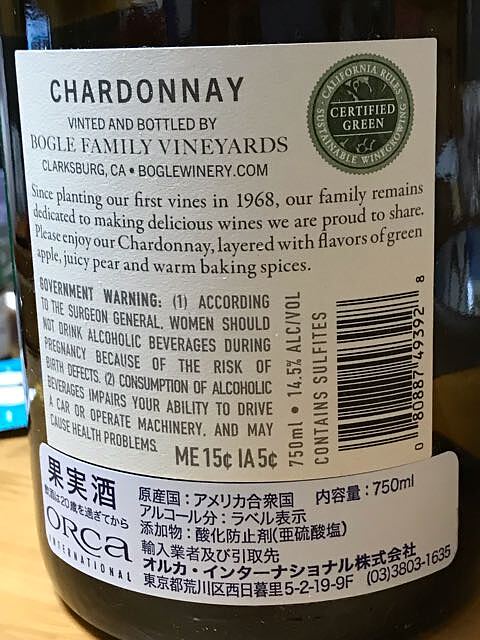 CHARDONNAY
VINTED AND BOTTLED BY
BOGLE FAMILY VINEYARDS
CLARKSBURG, CA • BOGLEWINERY.COM
CALIFORNIA RULES
CERTIFIED
GREEN
SUSTAINABLE WINEGROWING
Since planting our first vines in 1968, our family remains
dedicated to making delicious wines we are proud to share.
Please enjoy our Chardonnay, layered with flavors of green
apple, juicy pear and warm baking spices.
GOVERNMENT WARNING: (1) ACCORDING
TO THE SURGEON GENERAL, WOMEN SHOULD
NOT DRINK ALCOHOLIC BEVERAGES DURING
PREGNANCY BECAUSE OF THE RISK OF
BIRTH DEFECTS. (2) CONSUMPTION OF ALCOHOLIC
BEVERAGES IMPAIRS YOUR ABILITY TO DRIVE
A CAR OR OPERATE MACHINERY, AND MAY
CAUSE HEALTH PROBLEMS.
ME 15¢ IA 5¢
750ml • 14.5% ALC/VOL
CONTAINS SULFITES
0 80887 49392 8
果実酒
飲酒は20歳を過ぎてから
orca
INTERNATIONAL
原産国：アメリカ合衆国 内容量：750ml
アルコール分：ラベル表示
添加物：酸化防止剤(亜硫酸塩)
輸入業者及び引取先
オルカ・インターナショナル株式会社
東京都荒川区西日暮里5-2-19-9F (03)3803-1635